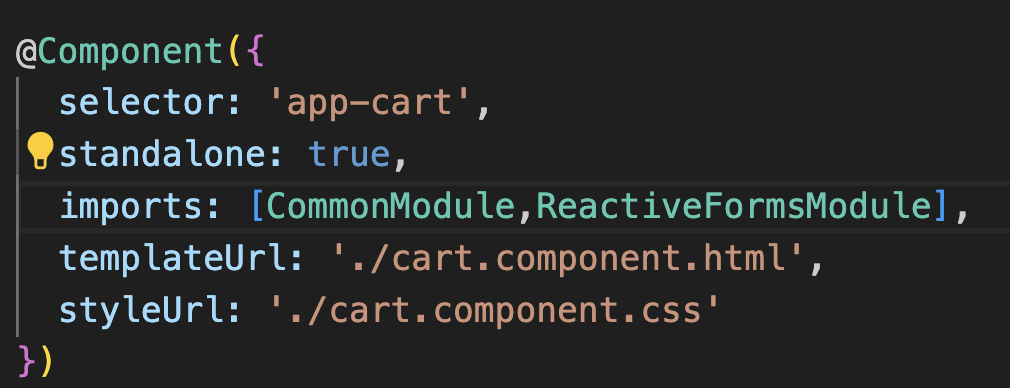 @Component({
  selector: 'app-cart',
  standalone: true,
  imports: [CommonModule,ReactiveFormsModule],
  templateUrl: './cart.component.html',
  styleUrl: './cart.component.css'
})